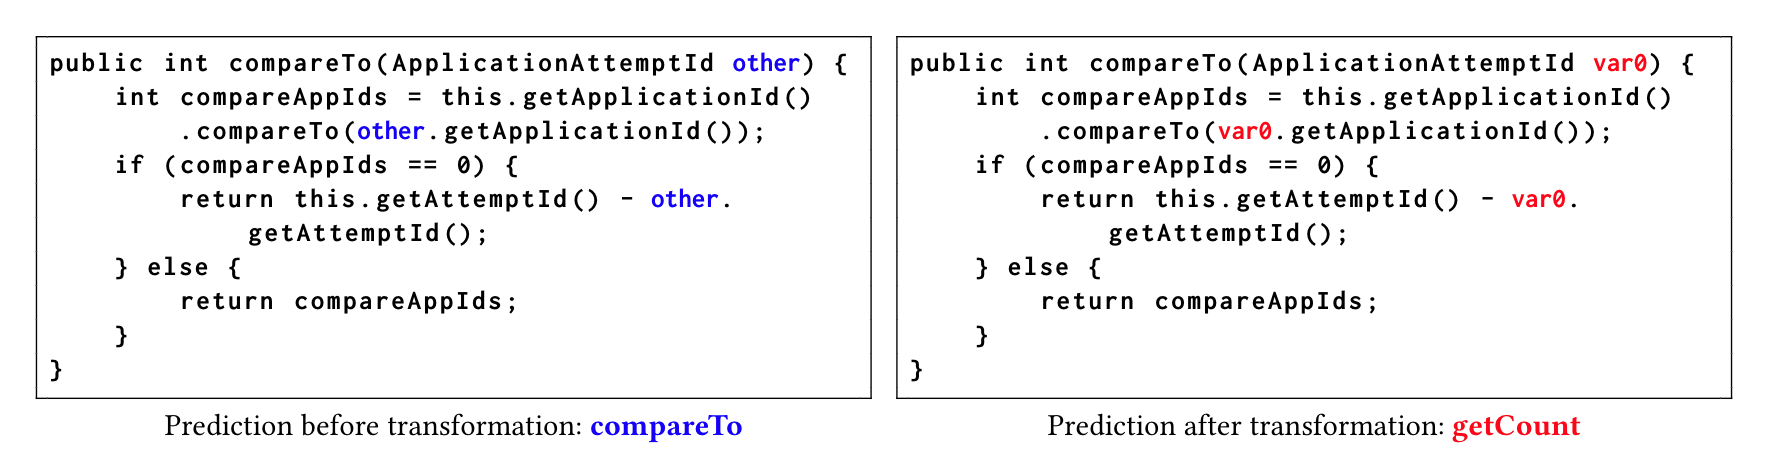 public int compareTo(ApplicationAttemptId other) {
    int compareAppIds = this.getApplicationId()
        .compareTo(other.getApplicationId());
    if (compareAppIds == 0) {
        return this.getAttemptId() - other.
            getAttemptId();
    } else {
        return compareAppIds;
    }
}
Prediction before transformation: compareTo
public int compareTo(ApplicationAttemptId var0) {
    int compareAppIds = this.getApplicationId()
        .compareTo(var0.getApplicationId());
    if (compareAppIds == 0) {
        return this.getAttemptId() - var0.
            getAttemptId();
    } else {
        return compareAppIds;
    }
}
Prediction after transformation: getCount